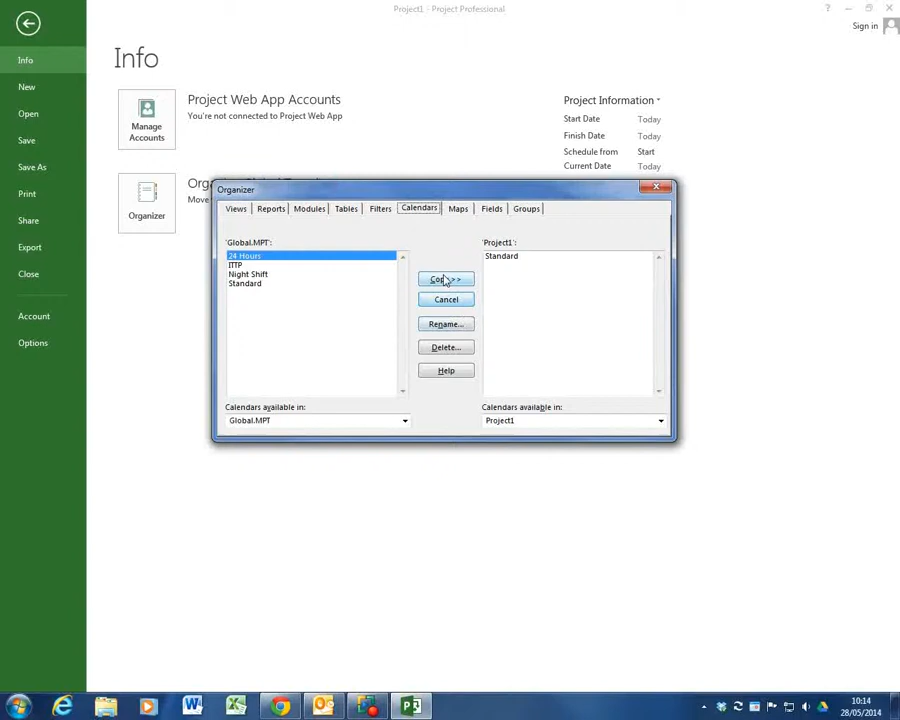 Project1 - Project Professional
?
Sign in
Info
New
Open
Save
Save As
Print
Share
Export
Close
Account
Options
Info
Manage
Accounts
Project Web App Accounts
You're not connected to Project Web App
Organizer
Project Information
Start Date Today
Finish Date Today
Schedule from Start
Current Date Today
Organizer
Views Reports Modules Tables Filters Calendars Maps Fields Groups
'Global.MPT':
24 Hours
ITTP
Night Shift
Standard
Cop >>
Cancel
Rename...
Delete...
Help
'Project1':
Standard
Calendars available in:
Global.MPT
Calendars available in:
Project1
10:14
28/05/2014